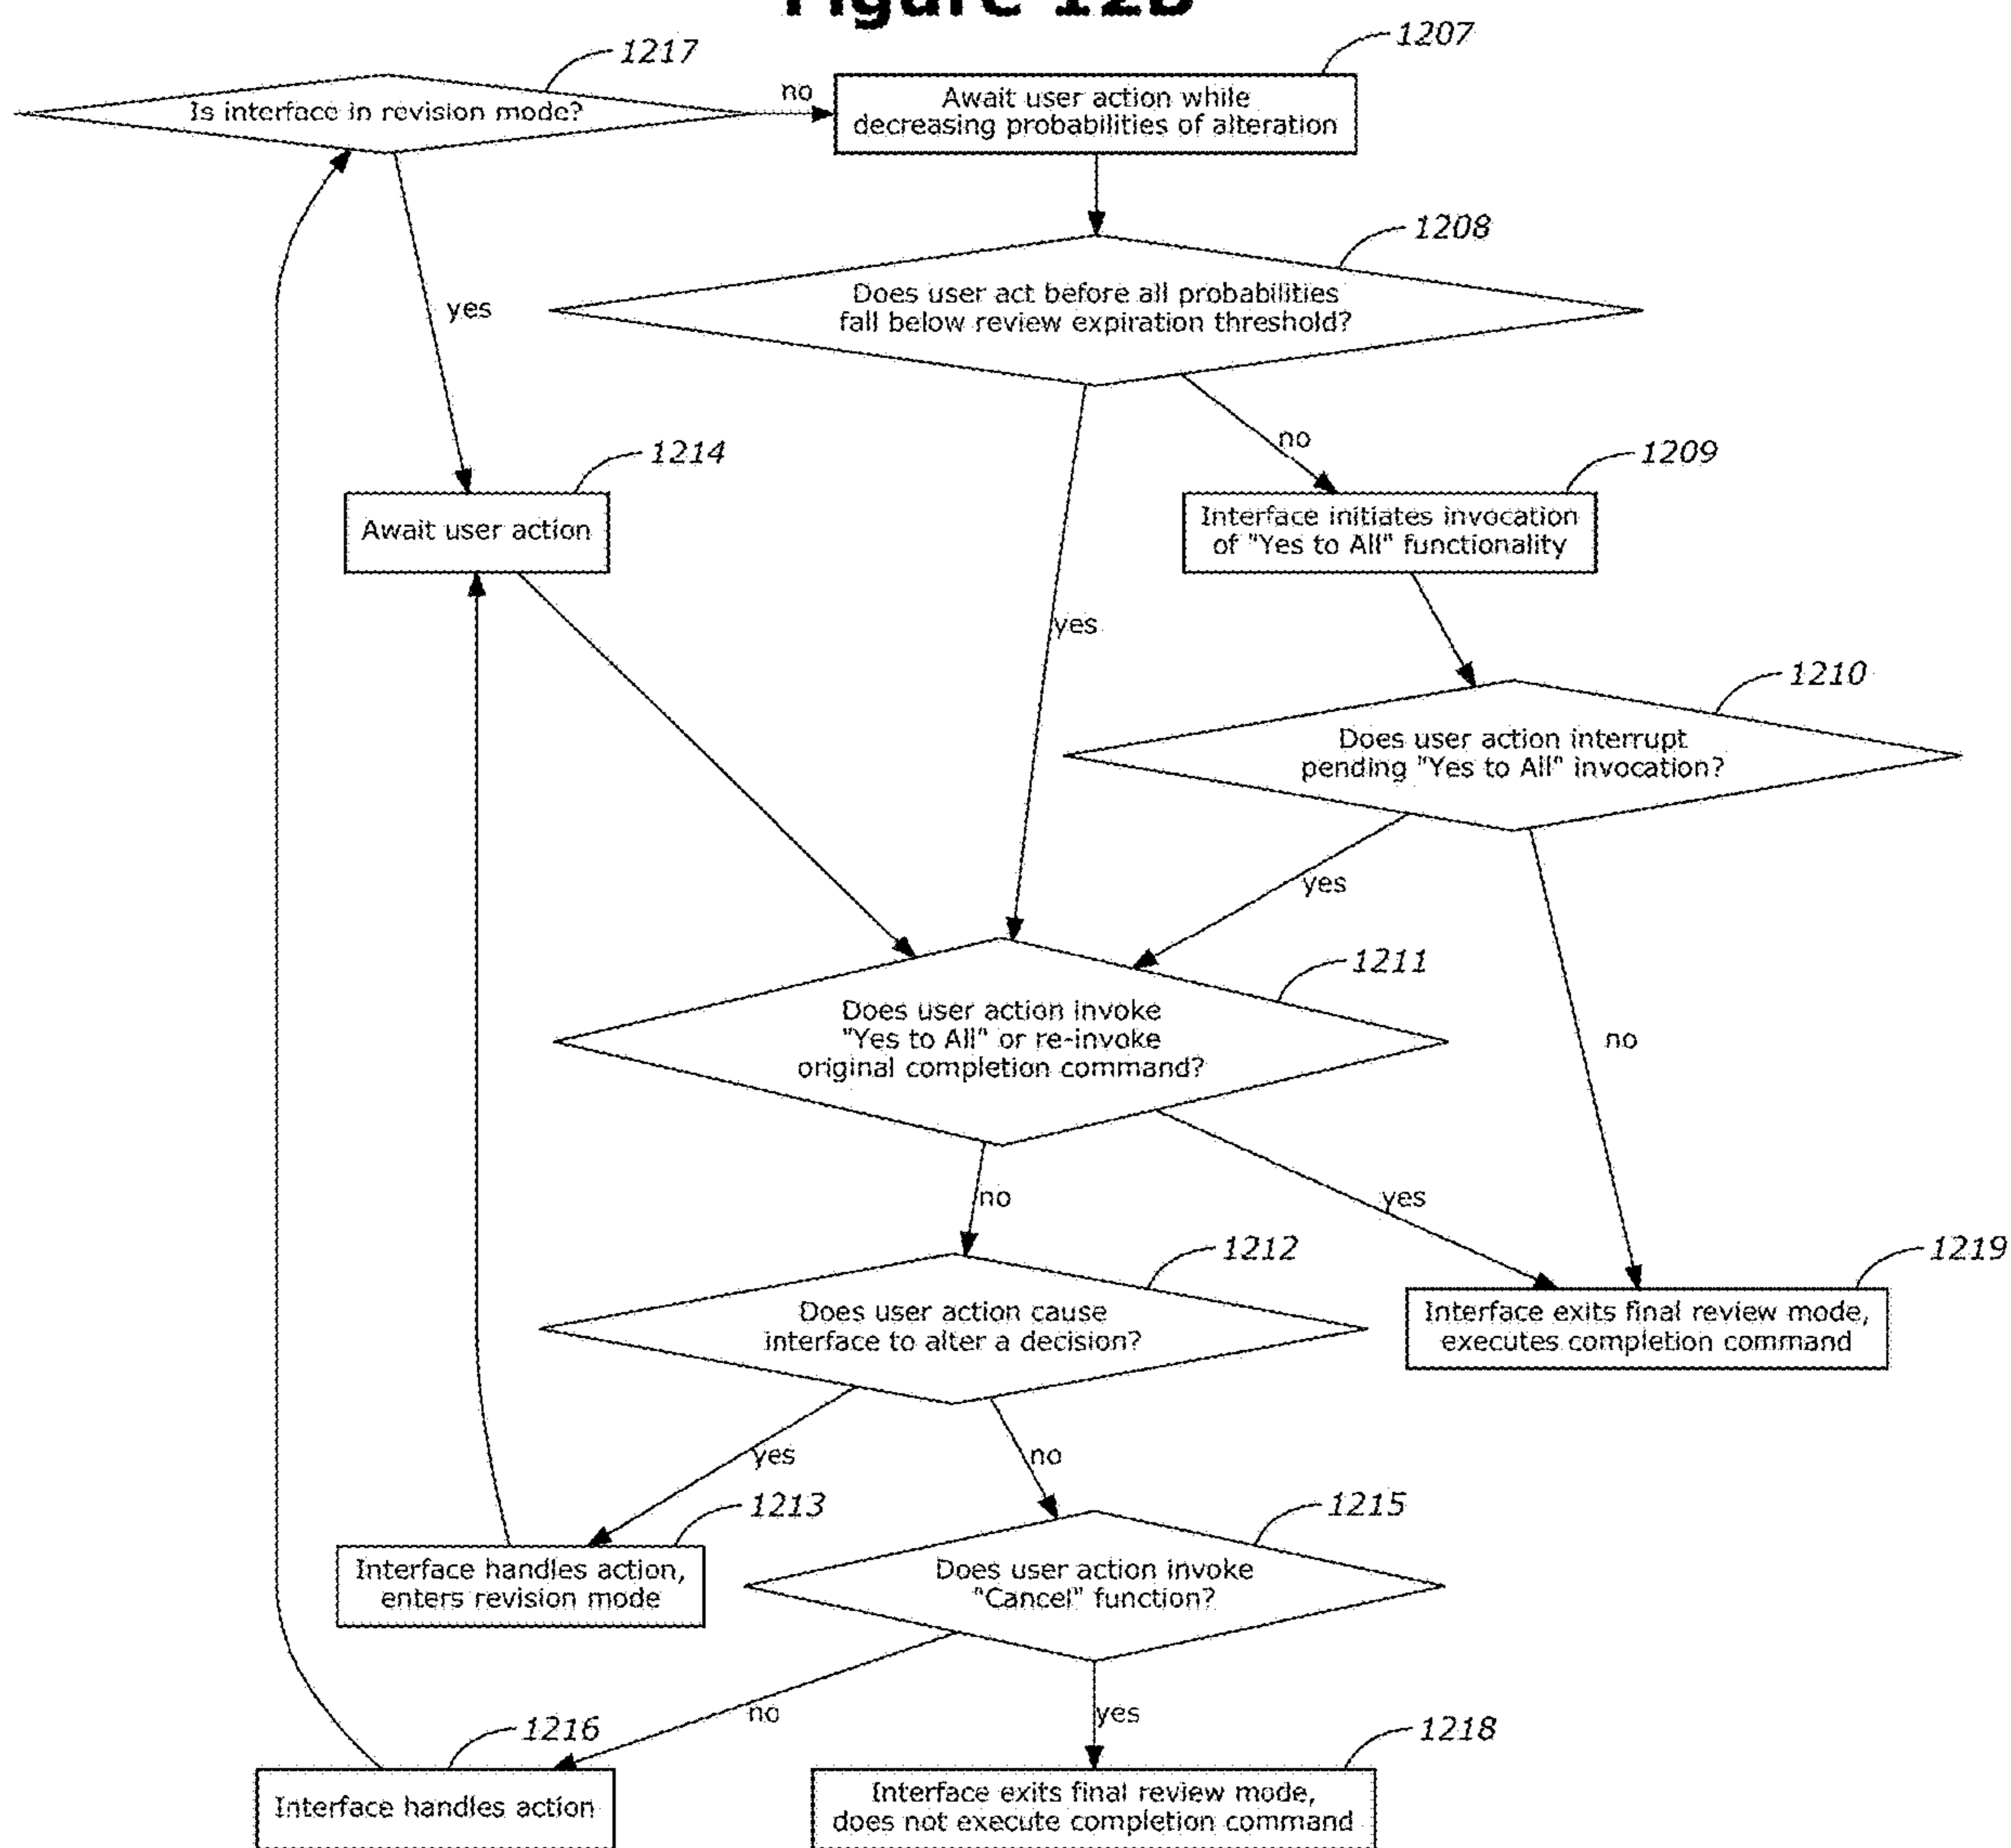 Figure 12B
1217
Is interface in revision mode?
no
1207
Await user action while
decreasing probabilities of alteration
1208
Does user act before all probabilities
fall below review expiration threshold?
yes
no
1214
Await user action
1209
Interface initiates invocation
of "Yes to All" functionality
yes
1210
Does user action interrupt
pending "Yes to All" invocation?
yes
no
1211
Does user action invoke
"Yes to All" or re-invoke
original completion command?
no
yes
1212
Does user action cause
interface to alter a decision?
1219
Interface exits final review mode,
executes completion command
yes
no
1213
Interface handles action,
enters revision mode
1215
Does user action invoke
"Cancel" function?
no
yes
1216
Interface handles action
1218
Interface exits final review mode,
does not execute completion command